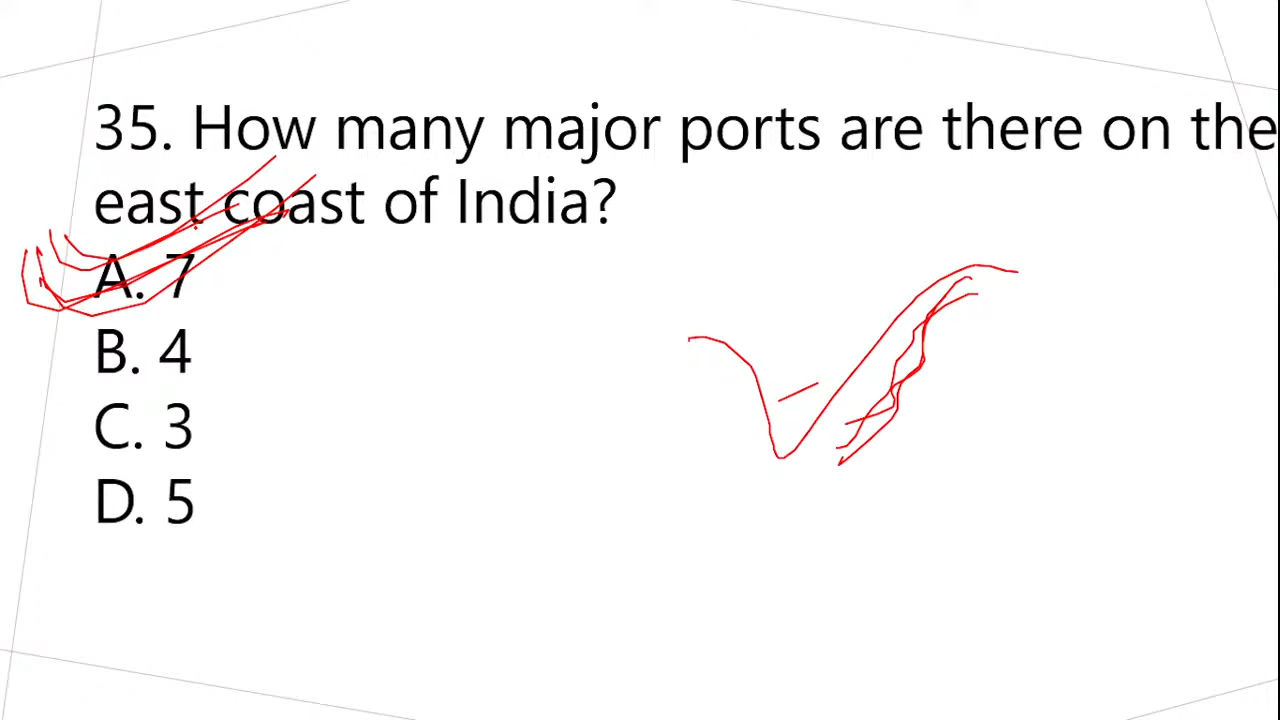 35. How many major ports are there on the
east coast of India?
A. 7
B. 4
C. 3
D. 5